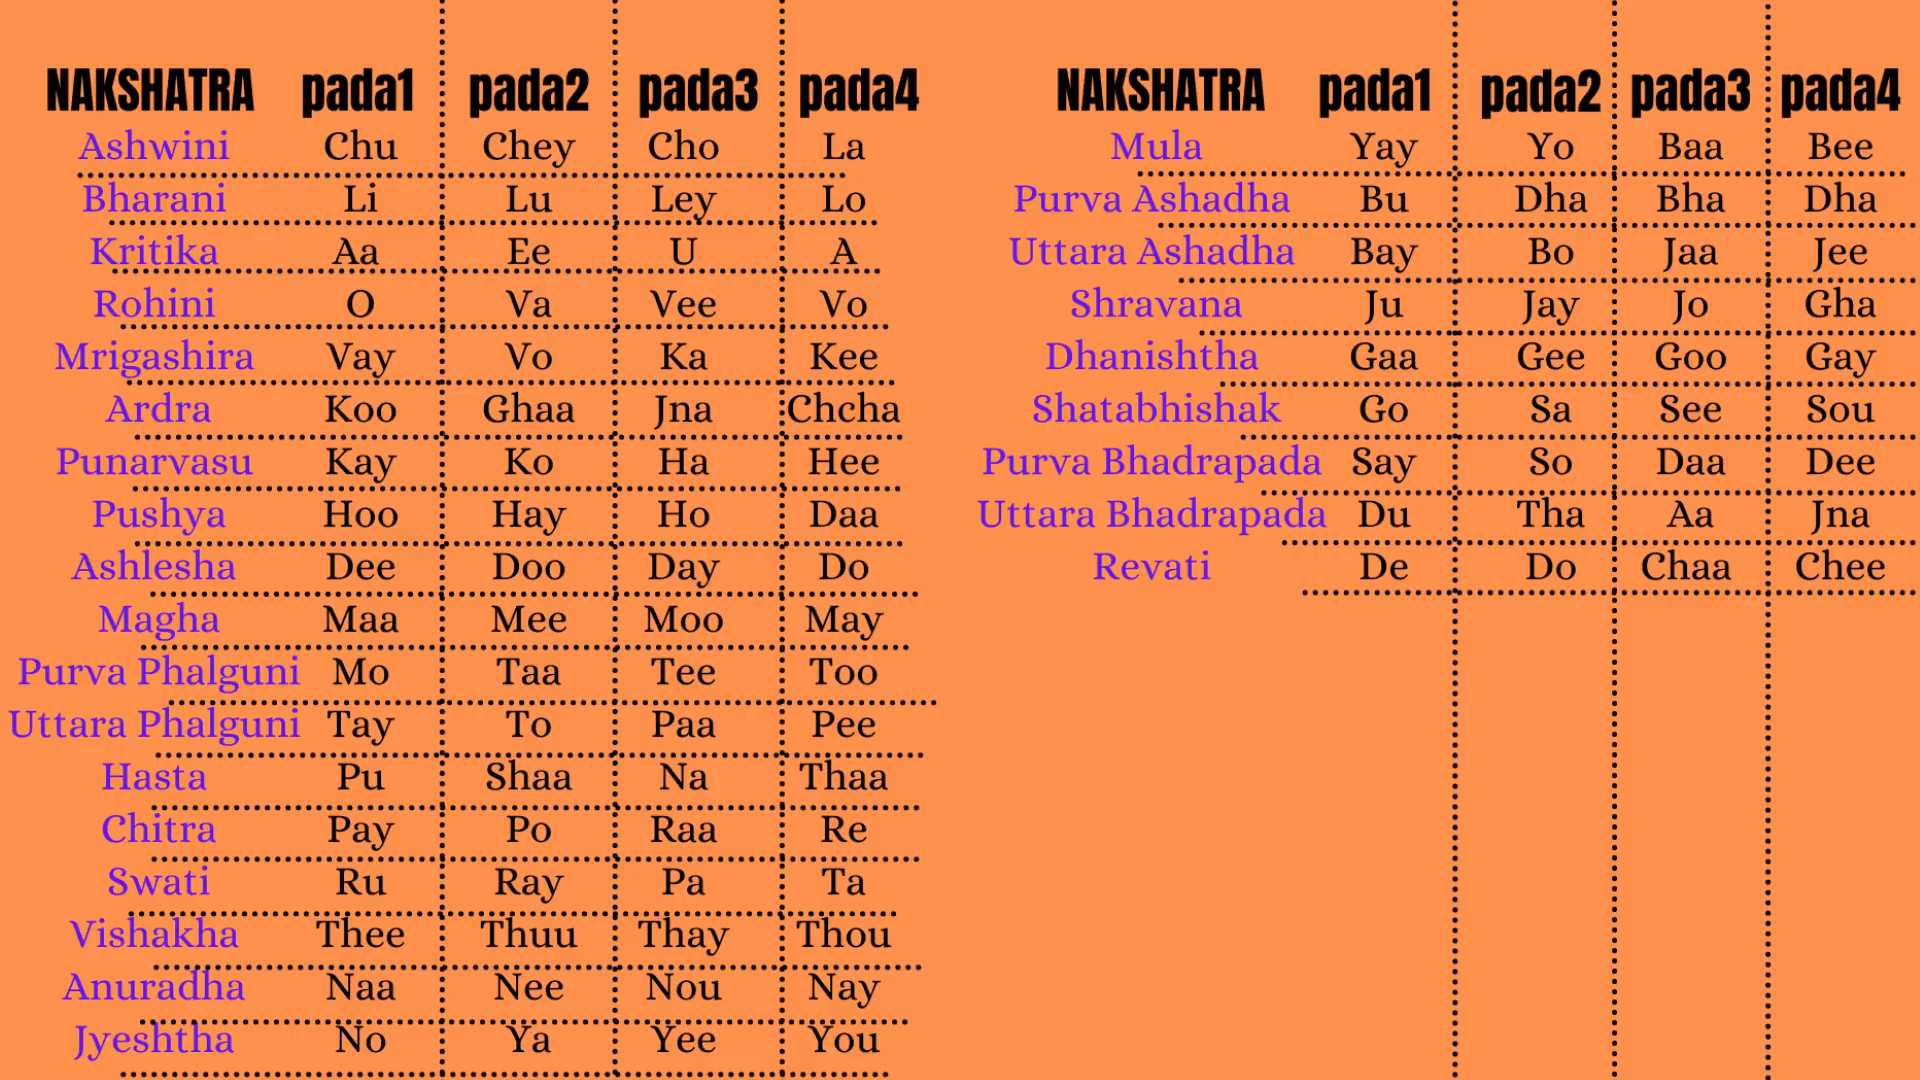 NAKSHATRA pada1 pada2 pada3 pada4
Ashwini Chu Chey Cho La
Bharani Li Lu Ley Lo
Kritika Aa Ee U A
Rohini O Va Vee Vo
Mrigashira Vay Vo Ka Kee
Ardra Koo Ghaa Jna Chcha
Punarvasu Kay Ko Ha Hee
Pushya Hoo Hay Ho Daa
Ashlesha Dee Doo Day Do
Magha Maa Mee Moo May
Purva Phalguni Mo Taa Tee Too
Uttara Phalguni Tay To Paa Pee
Hasta Pu Shaa Na Thaa
Chitra Pay Po Raa Re
Swati Ru Ray Pa Ta
Vishakha Thee Thuu Thay Thou
Anuradha Naa Nee Nou Nay
Jyeshtha No Ya Yee You
NAKSHATRA pada1 pada2 pada3 pada4
Mula Yay Yo Baa Bee
Purva Ashadha Bu Dha Bha Dha
Uttara Ashadha Bay Bo Jaa Jee
Shravana Ju Jay Jo Gha
Dhanishtha Gaa Gee Goo Gay
Shatabhishak Go Sa See Sou
Purva Bhadrapada Say So Daa Dee
Uttara Bhadrapada Du Tha Aa Jna
Revati De Do Chaa Chee